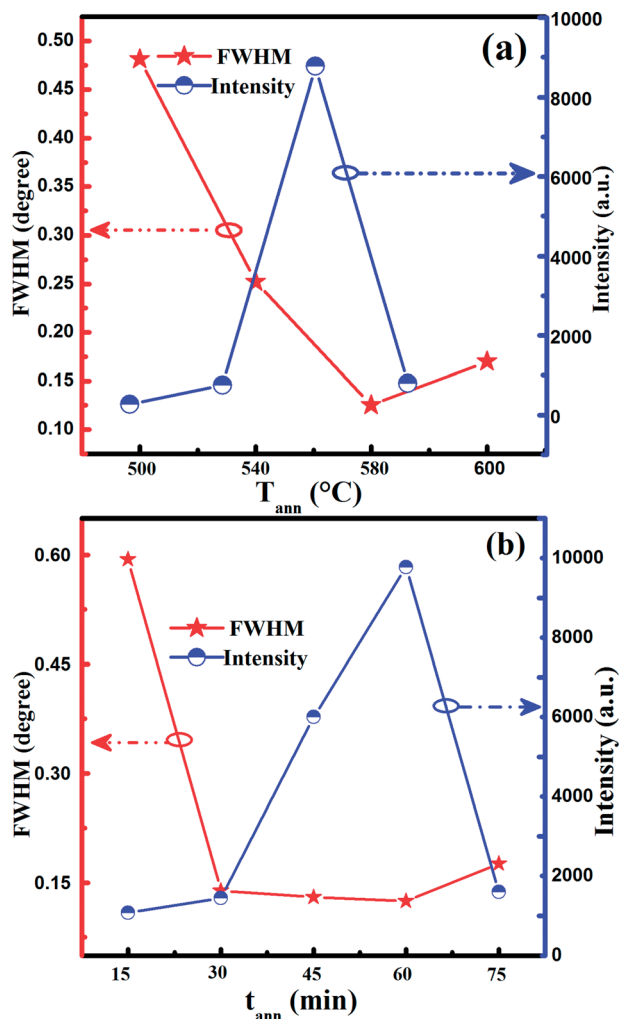 (a)
FWHM
Intensity
FWHM (degree)
0.50
0.45
0.40
0.35
0.30
0.25
0.20
0.15
0.10
10000
8000
6000
4000
2000
0
Intensity (a.u.)
500 540 580 600
T_ann (°C)
(b)
FWHM
Intensity
FWHM (degree)
0.60
0.45
0.30
0.15
10000
8000
6000
4000
2000
0
Intensity (a.u.)
15 30 45 60 75
t_ann (min)